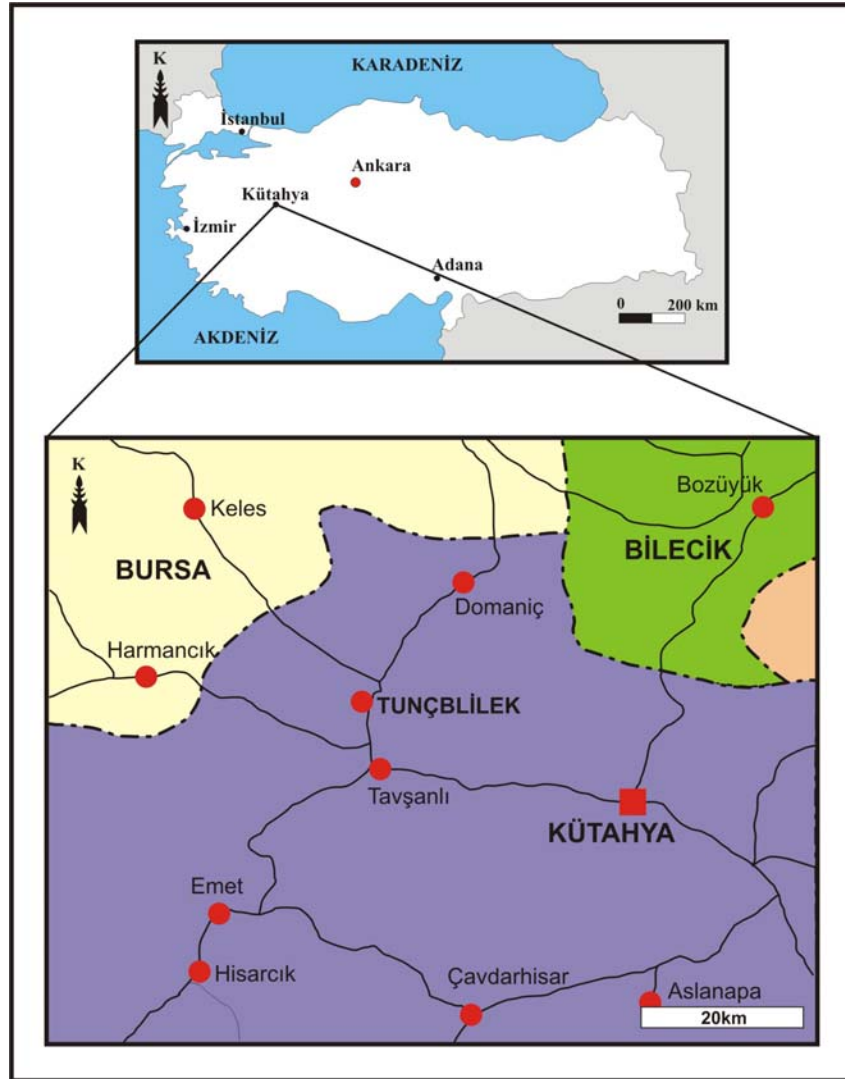 K
KARADENİZ
İstanbul
Ankara
Kütahya
İzmir
Adana
0 200 km
AKDENİZ
K
Keles
Bozüyük
BURSA
BİLECİK
Domaniç
Harmancık
TUNÇBLİLEK
Tavşanlı
KÜTAHYA
Emet
Hisarcık
Çavdarhisar
Aslanapa
20km